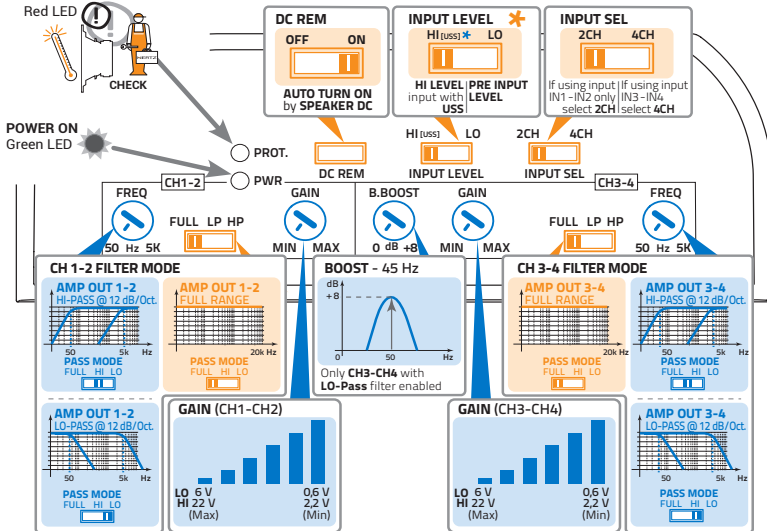 Red LED
HERTZ
CHECK
POWER ON
Green LED
DC REM
OFF ON
AUTO TURN ON
by SPEAKER DC
INPUT LEVEL *
HI [USS] * LO
HI LEVEL
input with
USS
PRE INPUT
LEVEL
INPUT SEL
2CH 4CH
If using input
IN1-IN2 only
select 2CH
If using input
IN3-IN4
select 4CH
PROT.
PWR
DC REM
HI [USS] LO
INPUT LEVEL
2CH 4CH
INPUT SEL
CH1-2
CH3-4
FREQ
50 Hz 5K
FULL LP HP
GAIN
MIN MAX
B.BOOST
0 dB +8
GAIN
MIN MAX
FULL LP HP
FREQ
50 Hz 5K
CH 1-2 FILTER MODE
AMP OUT 1-2
HI-PASS @ 12 dB/Oct.
50 5k Hz
PASS MODE
FULL HI LO
AMP OUT 1-2
FULL RANGE
20k Hz
PASS MODE
FULL HI LO
AMP OUT 1-2
LO-PASS @ 12 dB/Oct.
50 5k Hz
PASS MODE
FULL HI LO
BOOST - 45 Hz
dB
+8
0 50 Hz
Only CH3-CH4 with
LO-Pass filter enabled
CH 3-4 FILTER MODE
AMP OUT 3-4
FULL RANGE
20k Hz
PASS MODE
FULL HI LO
AMP OUT 3-4
HI-PASS @ 12 dB/Oct.
50 5k Hz
PASS MODE
FULL HI LO
AMP OUT 3-4
LO-PASS @ 12 dB/Oct.
50 5k Hz
PASS MODE
FULL HI LO
GAIN (CH1-CH2)
LO 6 V 0,6 V
HI 22 V 2,2 V
(Max) (Min)
GAIN (CH3-CH4)
LO 6 V 0,6 V
HI 22 V 2,2 V
(Max) (Min)